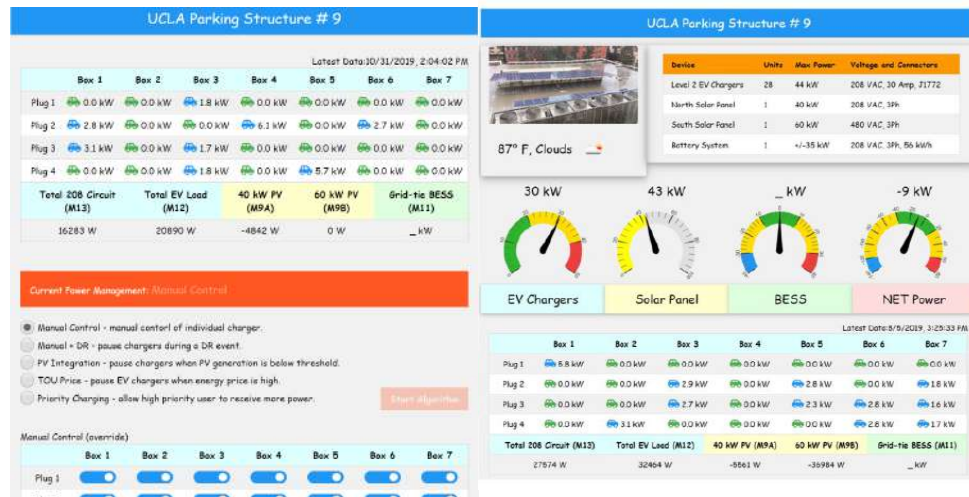 UCLA Parking Structure # 9
Latest Data:10/31/2019, 2:04:02 PM
Box 1 Box 2 Box 3 Box 4 Box 5 Box 6 Box 7
Plug 1 0.0 kW 0.0 kW 1.8 kW 0.0 kW 0.0 kW 0.0 kW 0.0 kW
Plug 2 2.8 kW 0.0 kW 0.0 kW 6.1 kW 0.0 kW 2.7 kW 0.0 kW
Plug 3 3.1 kW 0.0 kW 1.7 kW 0.0 kW 0.0 kW 0.0 kW 0.0 kW
Plug 4 0.0 kW 0.0 kW 1.8 kW 0.0 kW 5.7 kW 0.0 kW 0.0 kW
Total 208 Circuit (M13) Total EV Load (M12) 40 kW PV (M9A) 60 kW PV (M9B) Grid-tie BESS (M11)
16283 W 20890 W -4842 W 0 W _ kW
Current Power Management: Manual Control
Manual Control - manual contorl of individual charger.
Manual + DR - pause chargers during a DR event.
PV Integration - pause chargers when PV generation is below threshold.
TOU Price - pause EV chargers when energy price is high.
Priority Charging - allow high priority user to receive more power.
Start Algorithm
Manual Control (override)
Box 1 Box 2 Box 3 Box 4 Box 5 Box 6 Box 7
Plug 1
UCLA Parking Structure # 9
Device Units Max Power Voltage and Connectors
Level 2 EV Chargers 28 44 kW 208 VAC, 30 Amp, J1772
North Solar Panel 1 40 kW 208 VAC, 3Ph
South Solar Panel 1 60 kW 480 VAC, 3Ph
Battery System 1 +/-35 kW 208 VAC, 3Ph, 56 kWh
87° F, Clouds
30 kW 43 kW _ kW -9 kW
EV Chargers Solar Panel BESS NET Power
Latest Data:8/5/2019, 3:25:33 PM
Box 1 Box 2 Box 3 Box 4 Box 5 Box 6 Box 7
Plug 1 5.8 kW 0.0 kW 0.0 kW 0.0 kW 0.0 kW 0.0 kW 0.0 kW
Plug 2 0.0 kW 0.0 kW 2.9 kW 0.0 kW 2.8 kW 0.0 kW 1.8 kW
Plug 3 0.0 kW 0.0 kW 2.7 kW 0.0 kW 2.3 kW 2.8 kW 1.6 kW
Plug 4 0.0 kW 3.1 kW 0.0 kW 0.0 kW 0.0 kW 2.8 kW 1.7 kW
Total 208 Circuit (M13) Total EV Load (M12) 40 kW PV (M9A) 60 kW PV (M9B) Grid-tie BESS (M11)
27574 W 32464 W -5561 W -36984 W _ kW